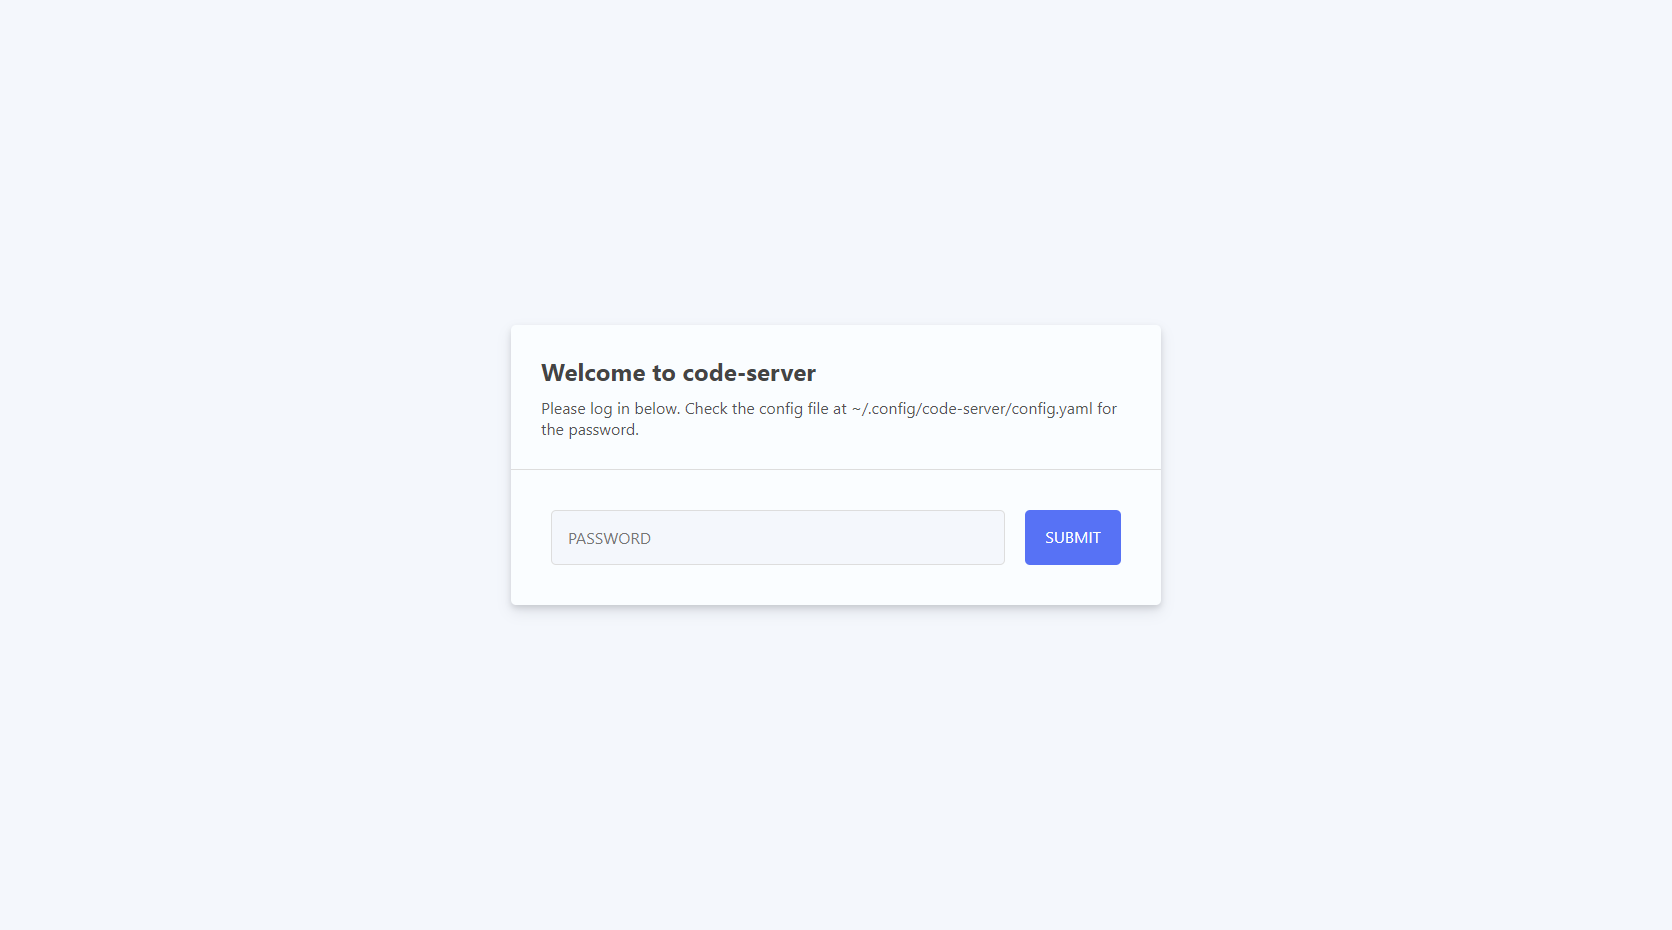 Welcome to code-server
Please log in below. Check the config file at ~/.config/code-server/config.yaml for
the password.
PASSWORD
SUBMIT